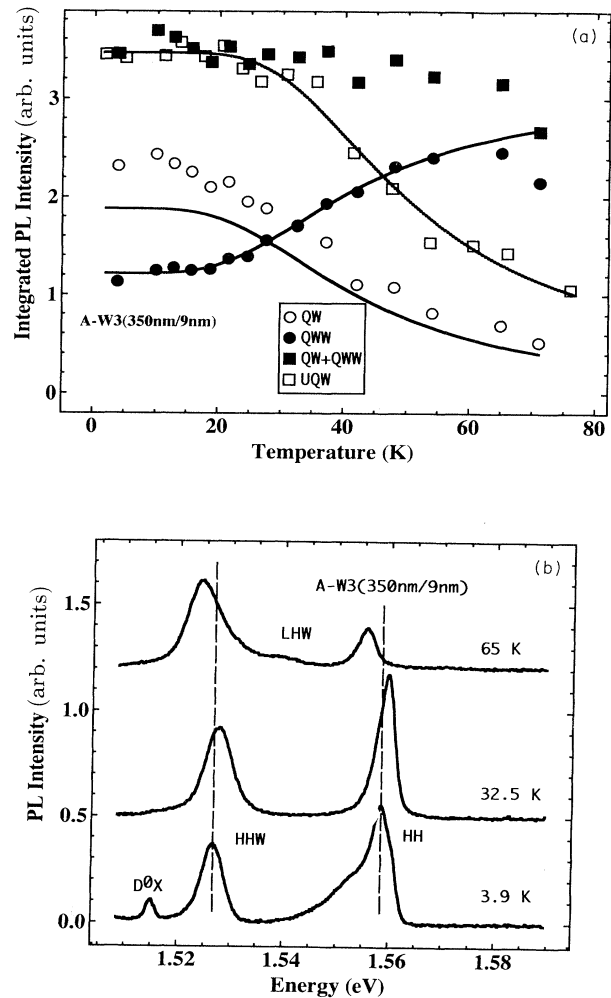 (a)
Integrated PL Intensity (arb. units)
3
2
1
0
A-W3(350nm/9nm)
QW
QWW
QW+QWW
UQW
0 20 40 60 80
Temperature (K)
(b)
A-W3(350nm/9nm)
PL Intensity (arb. units)
1.5
1.0
0.5
0.0
LHW
65 K
32.5 K
HHW
HH
D⁰X
3.9 K
1.52 1.54 1.56 1.58
Energy (eV)